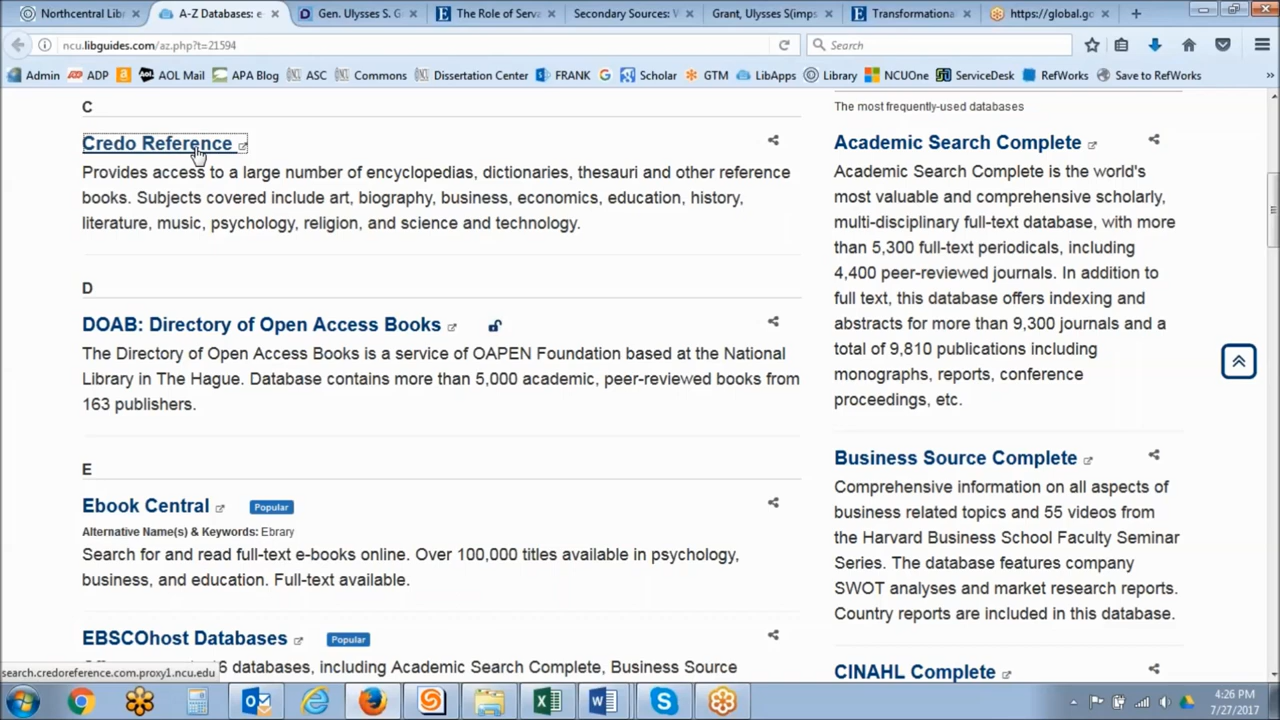 Northcentral Lib
A-Z Databases: e
Gen. Ulysses S. G
The Role of Serva
Secondary Sources: W
Grant, Ulysses S(imps
Transformationa
https://global.go
ncu.libguides.com/az.php?t=21594
Search
Admin ADP AOL Mail APA Blog ASC Commons Dissertation Center FRANK Scholar GTM LibApps Library NCUOne ServiceDesk RefWorks Save to RefWorks
C
Credo Reference
Provides access to a large number of encyclopedias, dictionaries, thesauri and other reference
books. Subjects covered include art, biography, business, economics, education, history,
literature, music, psychology, religion, and science and technology.
D
DOAB: Directory of Open Access Books
The Directory of Open Access Books is a service of OAPEN Foundation based at the National
Library in The Hague. Database contains more than 5,000 academic, peer-reviewed books from
163 publishers.
E
Ebook Central Popular
Alternative Name(s) & Keywords: Ebrary
Search for and read full-text e-books online. Over 100,000 titles available in psychology,
business, and education. Full-text available.
EBSCOhost Databases Popular
6 databases, including Academic Search Complete, Business Source
search.credoreference.com.proxy1.ncu.edu
The most frequently-used databases
Academic Search Complete
Academic Search Complete is the world's
most valuable and comprehensive scholarly,
multi-disciplinary full-text database, with more
than 5,300 full-text periodicals, including
4,400 peer-reviewed journals. In addition to
full text, this database offers indexing and
abstracts for more than 9,300 journals and a
total of 9,810 publications including
monographs, reports, conference
proceedings, etc.
Business Source Complete
Comprehensive information on all aspects of
business related topics and 55 videos from
the Harvard Business School Faculty Seminar
Series. The database features company
SWOT analyses and market research reports.
Country reports are included in this database.
CINAHL Complete
4:26 PM
7/27/2017